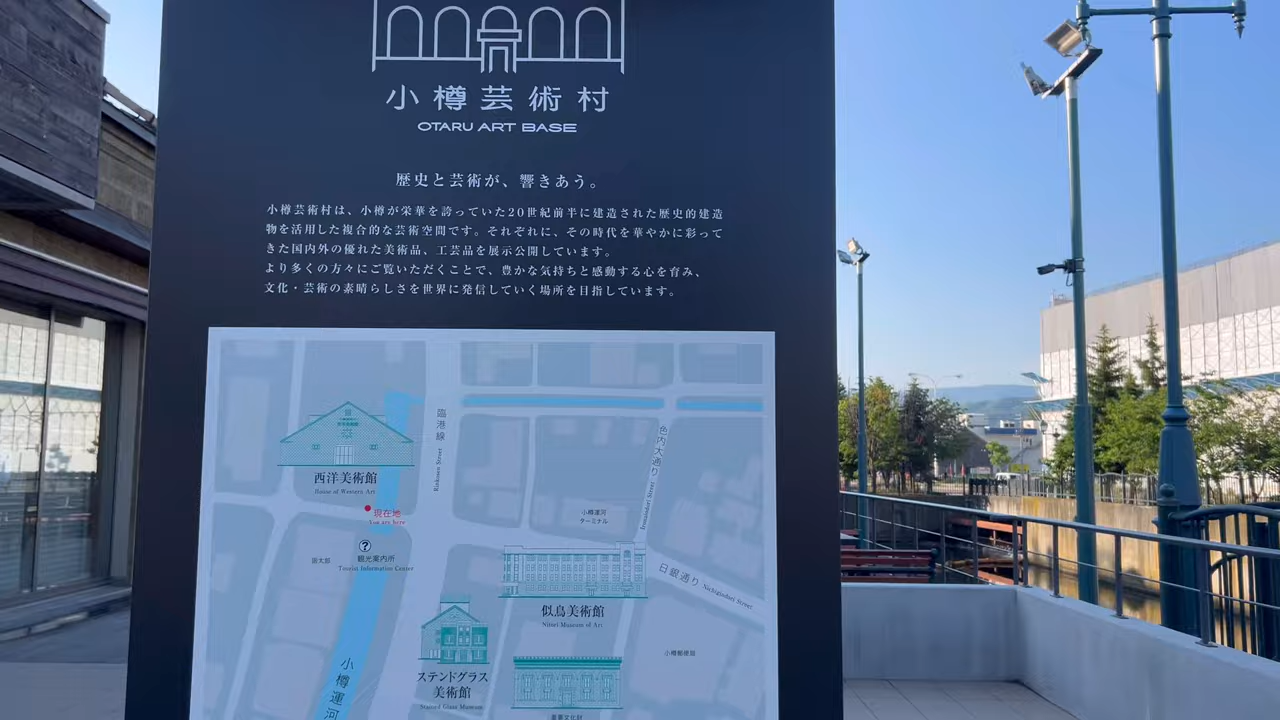 小樽芸術村
OTARU ART BASE
歴史と芸術が、響きあう。
小樽芸術村は、小樽が栄華を誇っていた20世紀前半に建造された歴史的建造
物を活用した複合的な芸術空間です。それぞれに、その時代を華やかに彩って
きた国内外の優れた美術品、工芸品を展示公開しています。
より多くの方々にご覧いただくことで、豊かな気持ちと感動する心を育み、
文化・芸術の素晴らしさを世界に発信していく場所を目指しています。
臨港線
色内大通り
西洋美術館
House of Western Art
現在地
You are here
小樽運河
ターミナル
?
観光案内所
Tourist Information Center
日銀通り Nichigindori Street
似鳥美術館
Nitori Museum of Art
小樽郵便局
小樽運河
ステンドグラス
美術館
Stained Glass Museum
重要文化財